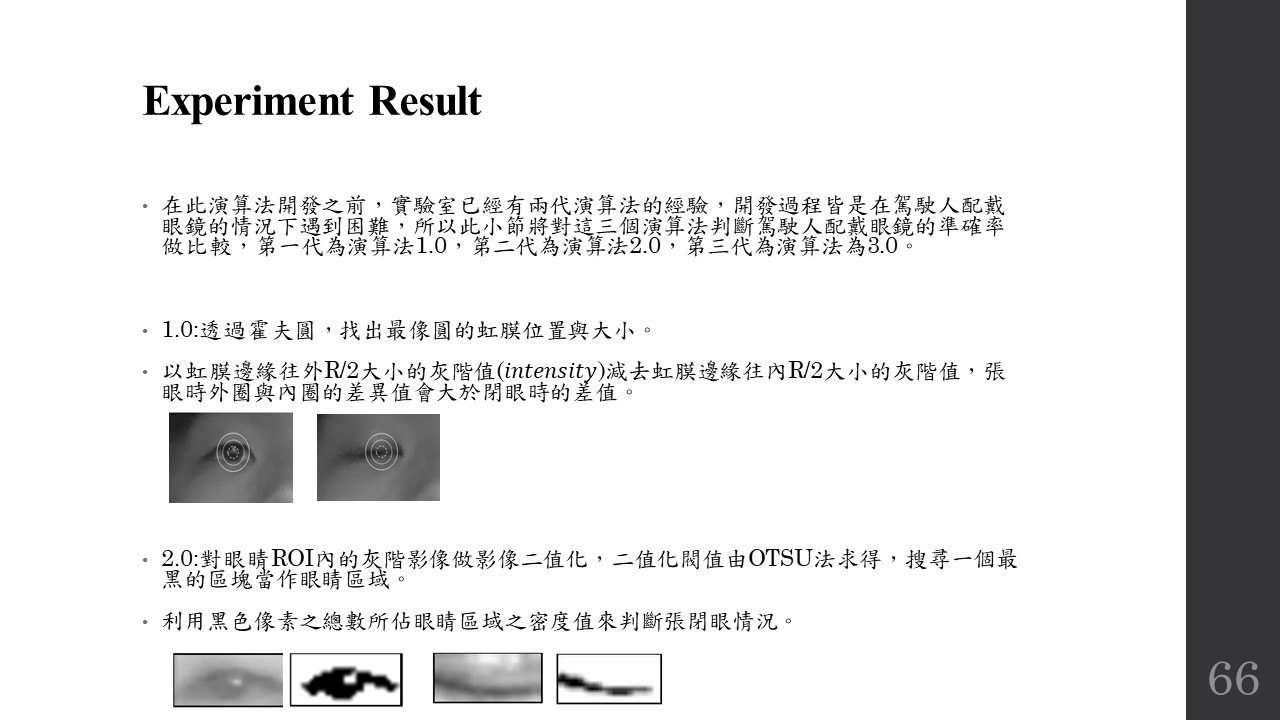 Experiment Result
• 在此演算法開發之前，實驗室已經有兩代演算法的經驗，開發過程皆是在駕駛人配戴
眼鏡的情況下遇到困難，所以此小節將對這三個演算法判斷駕駛人配戴眼鏡的準確率
做比較，第一代為演算法1.0，第二代為演算法2.0，第三代為演算法為3.0。
• 1.0:透過霍夫圓，找出最像圓的虹膜位置與大小。
• 以虹膜邊緣往外R/2大小的灰階值(intensity)減去虹膜邊緣往內R/2大小的灰階值，張
眼時外圈與內圈的差異值會大於閉眼時的差值。
• 2.0:對眼睛ROI內的灰階影像做影像二值化，二值化閥值由OTSU法求得，搜尋一個最
黑的區塊當作眼睛區域。
• 利用黑色像素之總數所佔眼睛區域之密度值來判斷張閉眼情況。
66